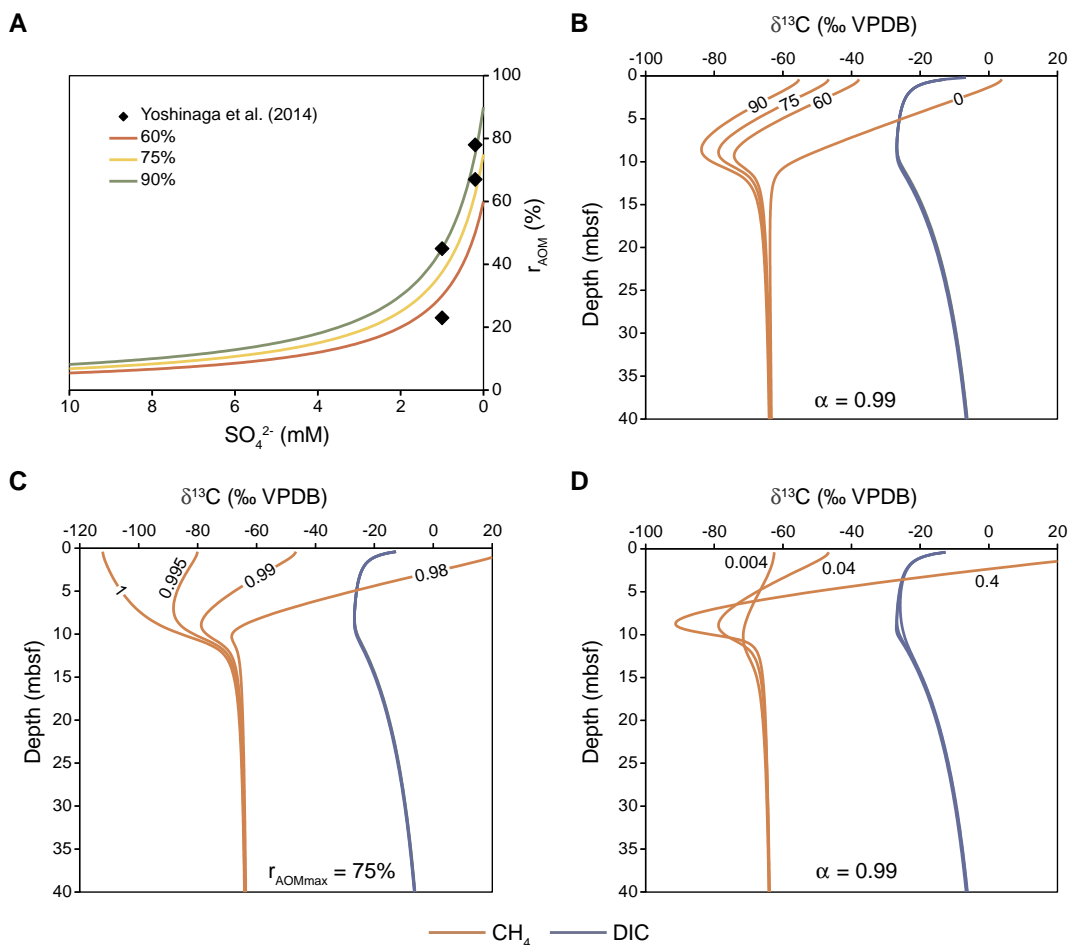 A
Yoshinaga et al. (2014)
60%
75%
90%
100
80
60
40
20
0
r_AOM (%)
10 8 6 4 2 0
SO₄²⁻ (mM)
B
δ¹³C (‰ VPDB)
-100 -80 -60 -40 -20 0 20
0
5
10
15
20
25
30
35
40
Depth (mbsf)
90 75 60 0
α = 0.99
C
δ¹³C (‰ VPDB)
-120 -100 -80 -60 -40 -20 0 20
0
5
10
15
20
25
30
35
40
Depth (mbsf)
1 0.995 0.99 0.98
r_AOMmax = 75%
D
δ¹³C (‰ VPDB)
-100 -80 -60 -40 -20 0 20
0
5
10
15
20
25
30
35
40
Depth (mbsf)
0.004 0.04 0.4
α = 0.99
CH₄ DIC